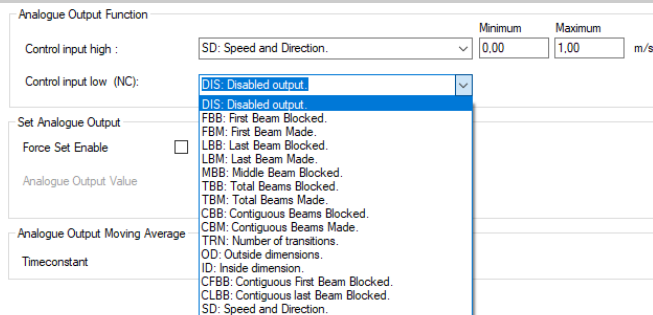 Analogue Output Function
Minimum Maximum
Control input high : SD: Speed and Direction. 0,00 1,00 m/s
Control input low (NC): DIS: Disabled output.
DIS: Disabled output.
FBB: First Beam Blocked.
Set Analogue Output
FBM: First Beam Made.
LBB: Last Beam Blocked.
Force Set Enable
LBM: Last Beam Made.
MBB: Middle Beam Blocked.
Analogue Output Value
TBB: Total Beams Blocked.
TBM: Total Beams Made.
CBB: Contiguous Beams Blocked.
CBM: Contiguous Beams Made.
Analogue Output Moving Average
TRN: Number of transitions.
OD: Outside dimensions.
Timeconstant
ID: Inside dimension.
CFBB: Contiguous First Beam Blocked.
CLBB: Contiguous last Beam Blocked.
SD: Speed and Direction.